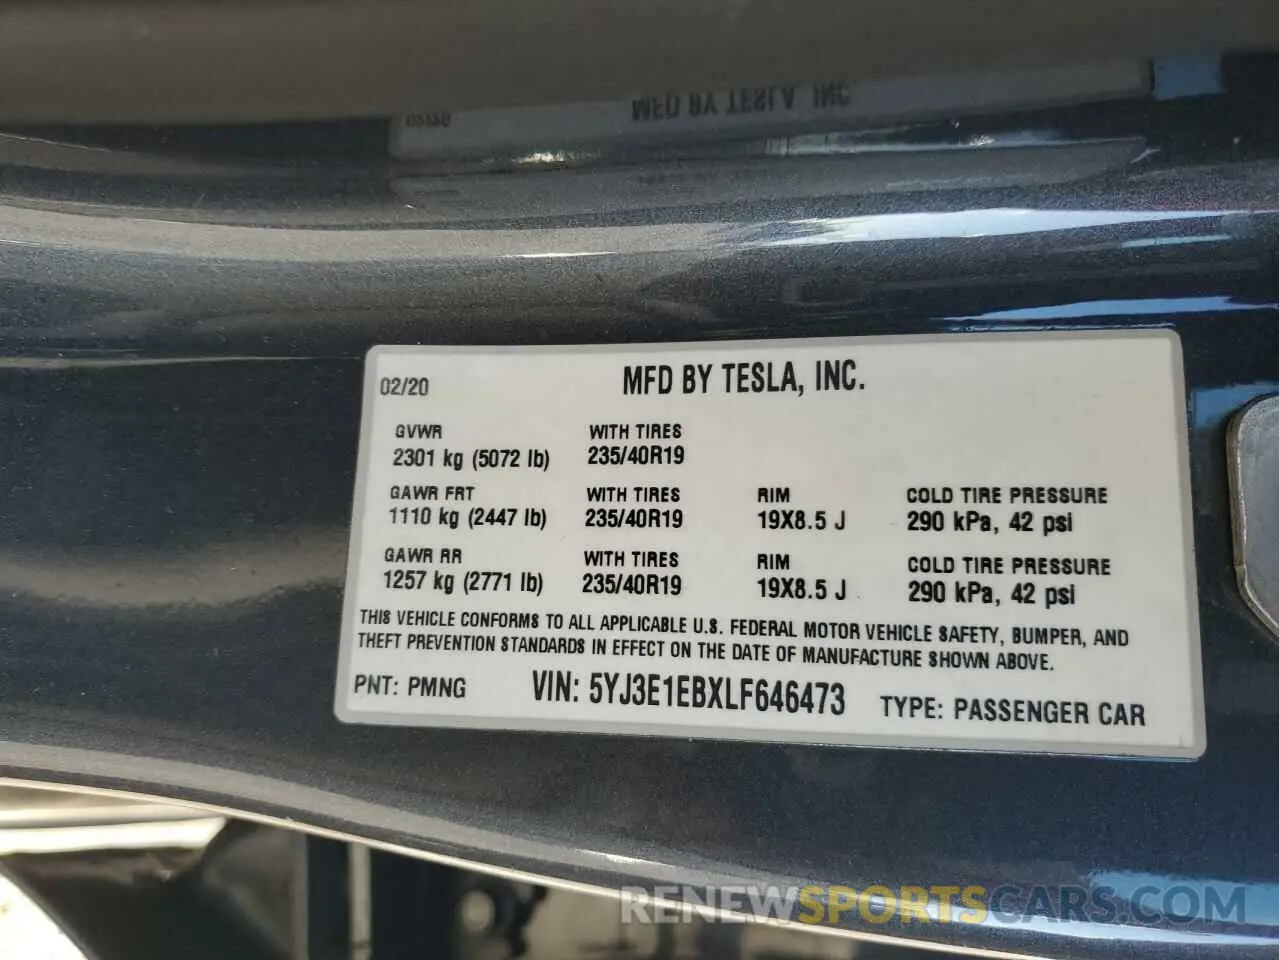 MFD BY TESLA, INC.
02/20
MFD BY TESLA, INC.
GVWR WITH TIRES
2301 kg (5072 lb) 235/40R19
GAWR FRT WITH TIRES RIM COLD TIRE PRESSURE
1110 kg (2447 lb) 235/40R19 19X8.5 J 290 kPa, 42 psi
GAWR RR WITH TIRES RIM COLD TIRE PRESSURE
1257 kg (2771 lb) 235/40R19 19X8.5 J 290 kPa, 42 psi
THIS VEHICLE CONFORMS TO ALL APPLICABLE U.S. FEDERAL MOTOR VEHICLE SAFETY, BUMPER, AND
THEFT PREVENTION STANDARDS IN EFFECT ON THE DATE OF MANUFACTURE SHOWN ABOVE.
PNT: PMNG VIN: 5YJ3E1EBXLF646473 TYPE: PASSENGER CAR
RENEWSPORTSCARS.COM